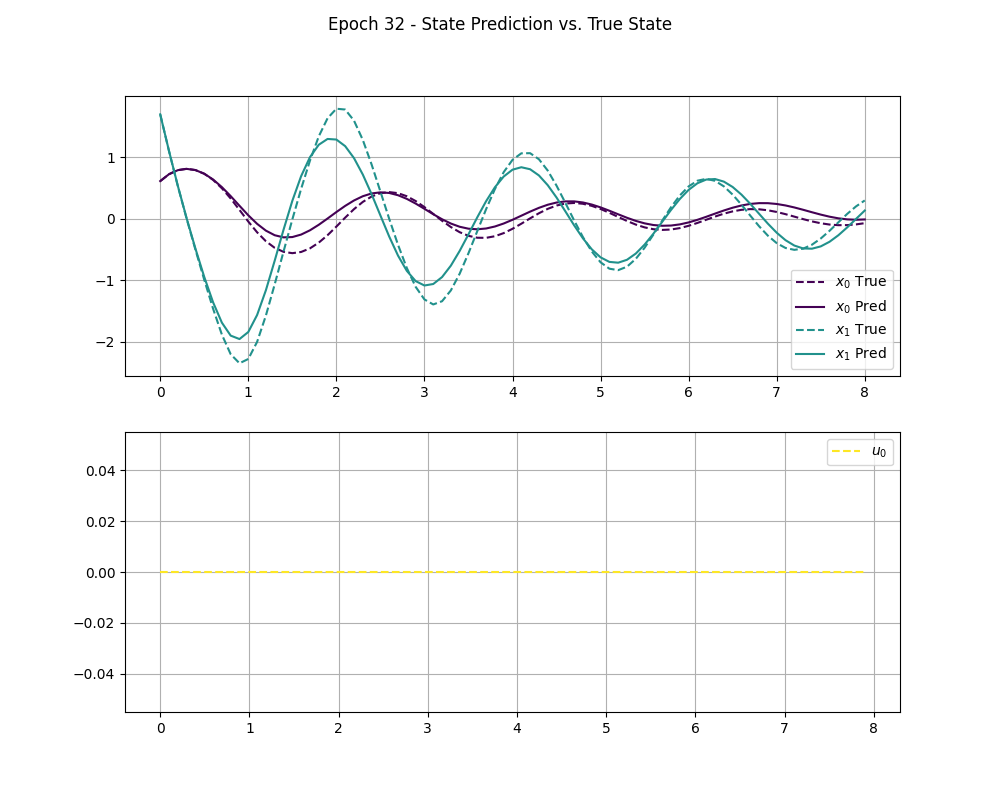 Epoch 32 - State Prediction vs. True State
1
0
−1
−2
x₀ True
x₀ Pred
x₁ True
x₁ Pred
0 1 2 3 4 5 6 7 8
0.04
0.02
0.00
−0.02
−0.04
u₀
0 1 2 3 4 5 6 7 8